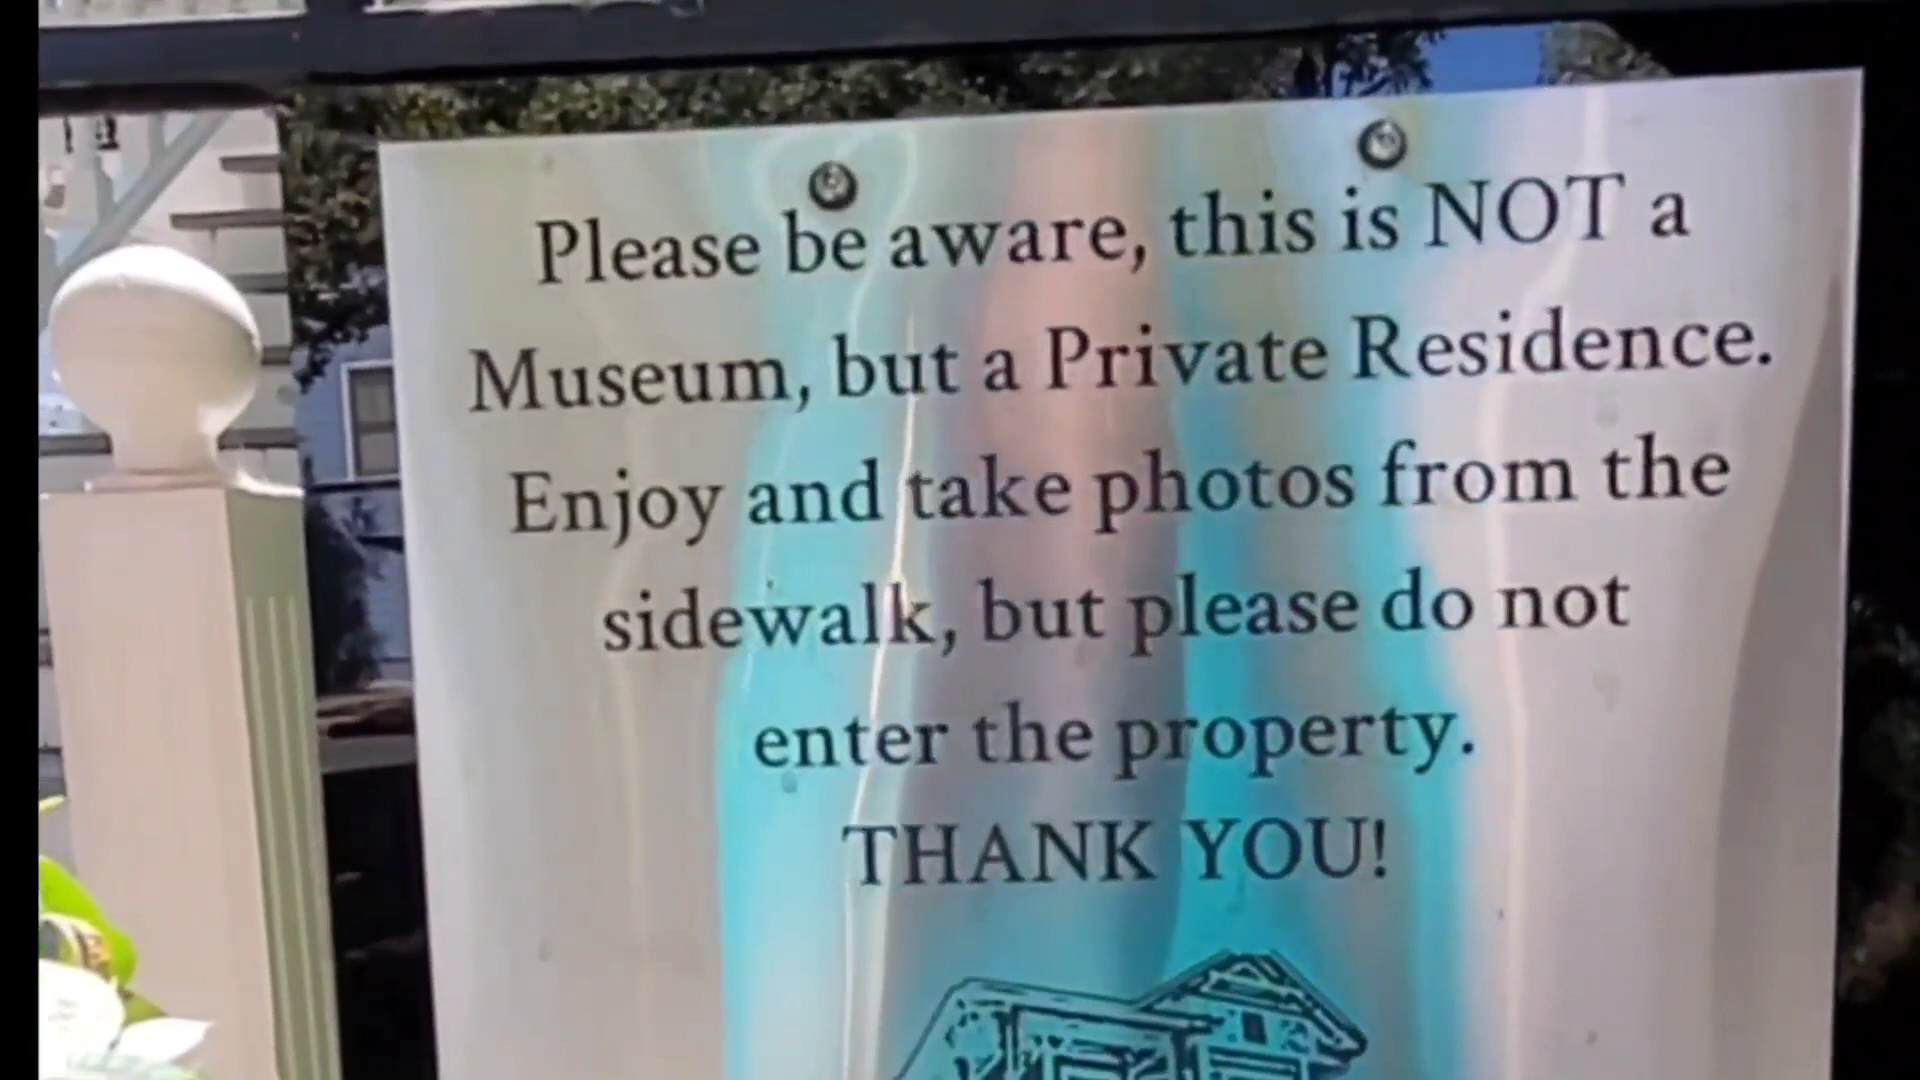 Please be aware, this is NOT a
Museum, but a Private Residence.
Enjoy and take photos from the
sidewalk, but please do not
enter the property.
THANK YOU!